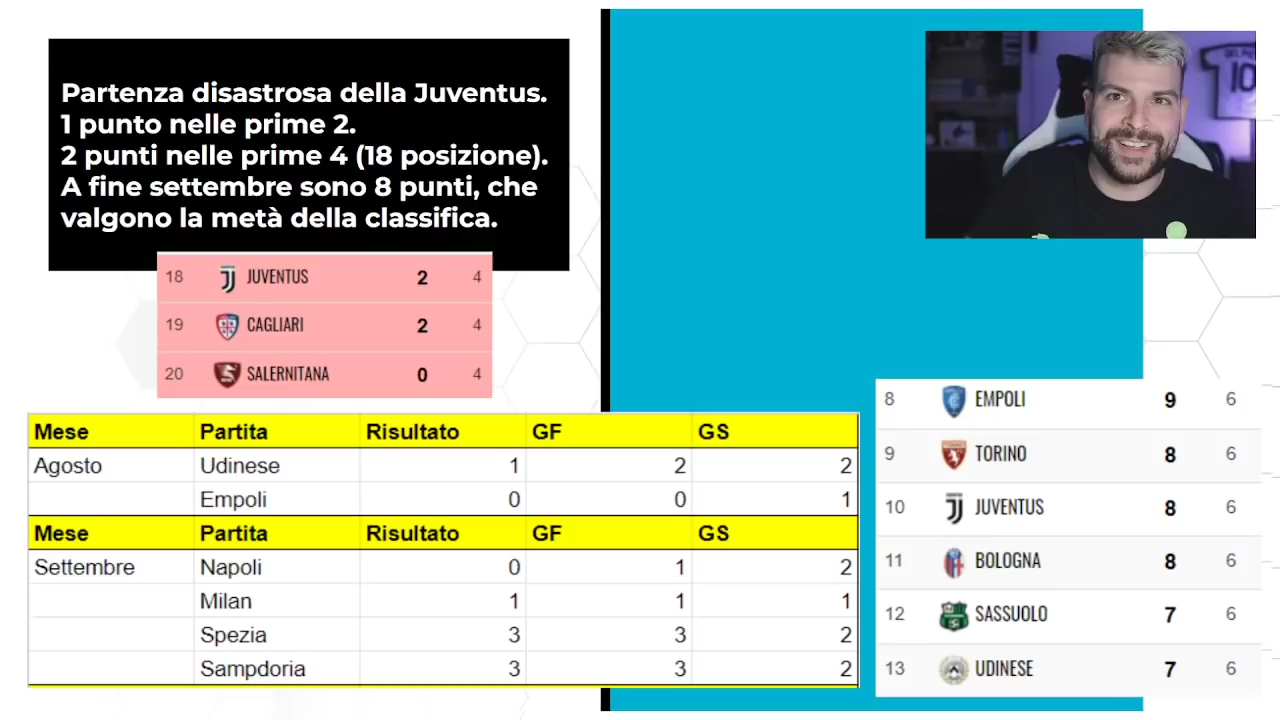 Partenza disastrosa della Juventus.
1 punto nelle prime 2.
2 punti nelle prime 4 (18 posizione).
A fine settembre sono 8 punti, che
valgono la metà della classifica.
18 JUVENTUS 2 4
19 CAGLIARI 2 4
20 SALERNITANA 0 4
Mese Partita Risultato GF GS
Agosto Udinese 1 2 2
Empoli 0 0 1
Mese Partita Risultato GF GS
Settembre Napoli 0 1 2
Milan 1 1 1
Spezia 3 3 2
Sampdoria 3 3 2
8 EMPOLI 9 6
9 TORINO 8 6
10 JUVENTUS 8 6
11 BOLOGNA 8 6
12 SASSUOLO 7 6
13 UDINESE 7 6
10